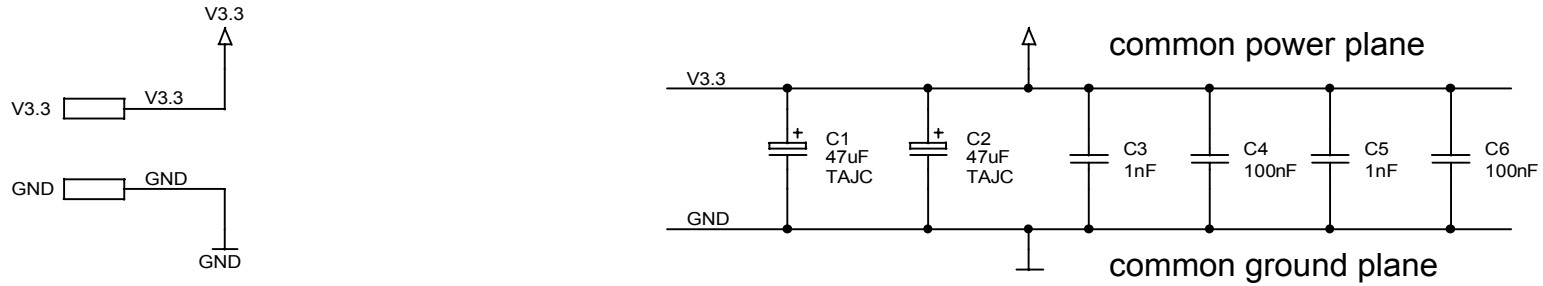 V3.3
V3.3
V3.3
GND
GND
GND
common power plane
V3.3
+
C1
47uF
TAJC
+
C2
47uF
TAJC
C3
1nF
C4
100nF
C5
1nF
C6
100nF
GND
common ground plane